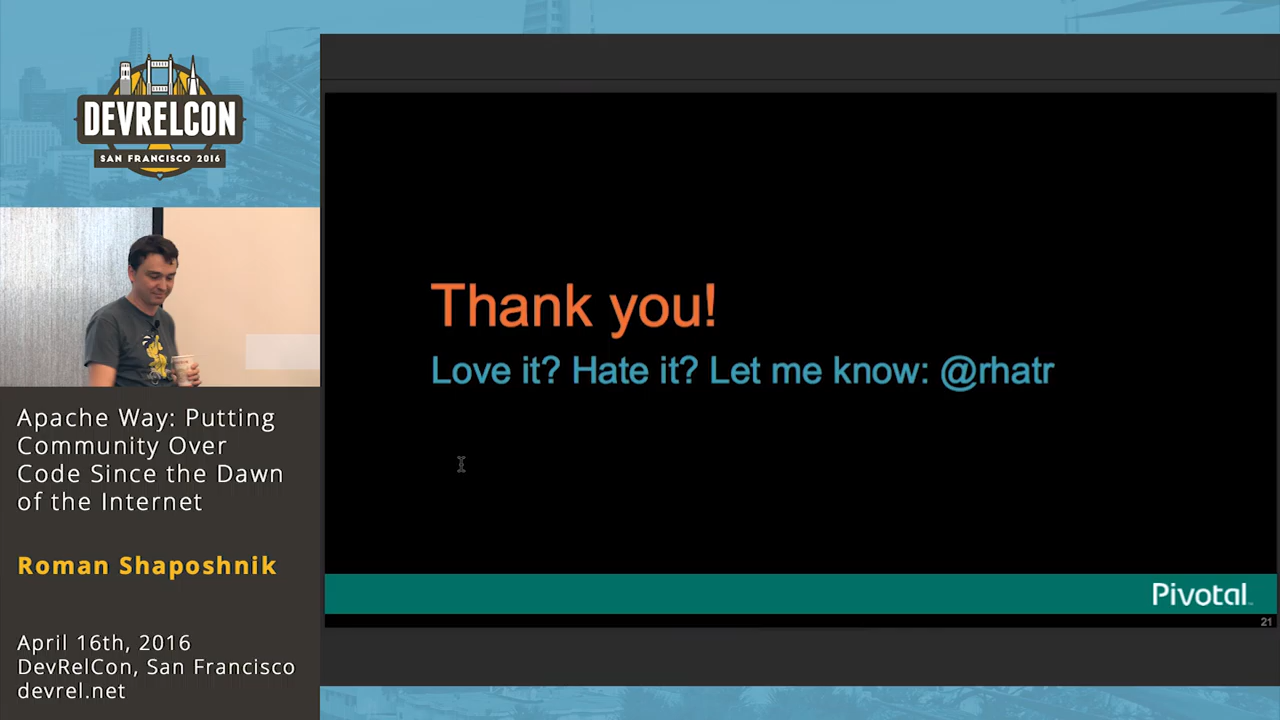 DEVRELCON
SAN FRANCISCO 2016
Apache Way: Putting
Community Over
Code Since the Dawn
of the Internet
Roman Shaposhnik
April 16th, 2016
DevRelCon, San Francisco
devrel.net
Thank you!
Love it? Hate it? Let me know: @rhatr
Pivotal™
21